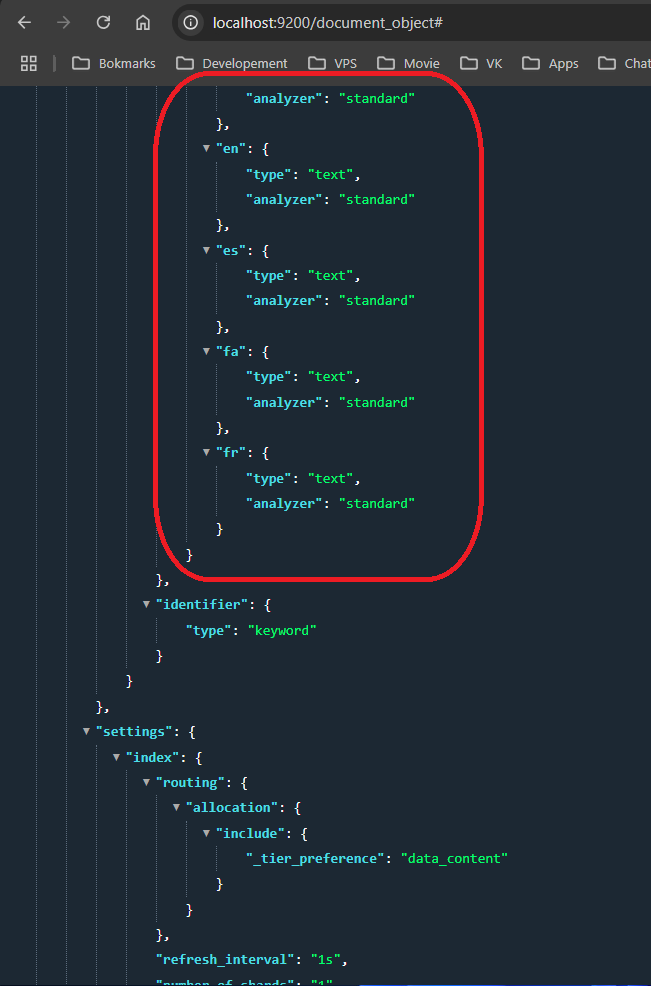 localhost:9200/document_object#
Bokmarks Developement VPS Movie VK Apps Chat
"analyzer": "standard"
},
"en": {
"type": "text",
"analyzer": "standard"
},
"es": {
"type": "text",
"analyzer": "standard"
},
"fa": {
"type": "text",
"analyzer": "standard"
},
"fr": {
"type": "text",
"analyzer": "standard"
}
}
},
"identifier": {
"type": "keyword"
}
}
},
"settings": {
"index": {
"routing": {
"allocation": {
"include": {
"_tier_preference": "data_content"
}
}
},
"refresh_interval": "1s",
"number_of_shards": "1",